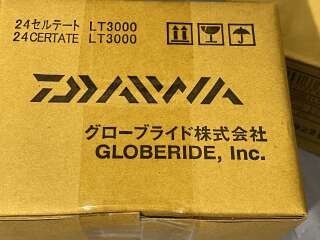 24セルテート LT3000
24CERTATE LT3000
DAIWA
グローブライド株式会社
GLOBERIDE, Inc.